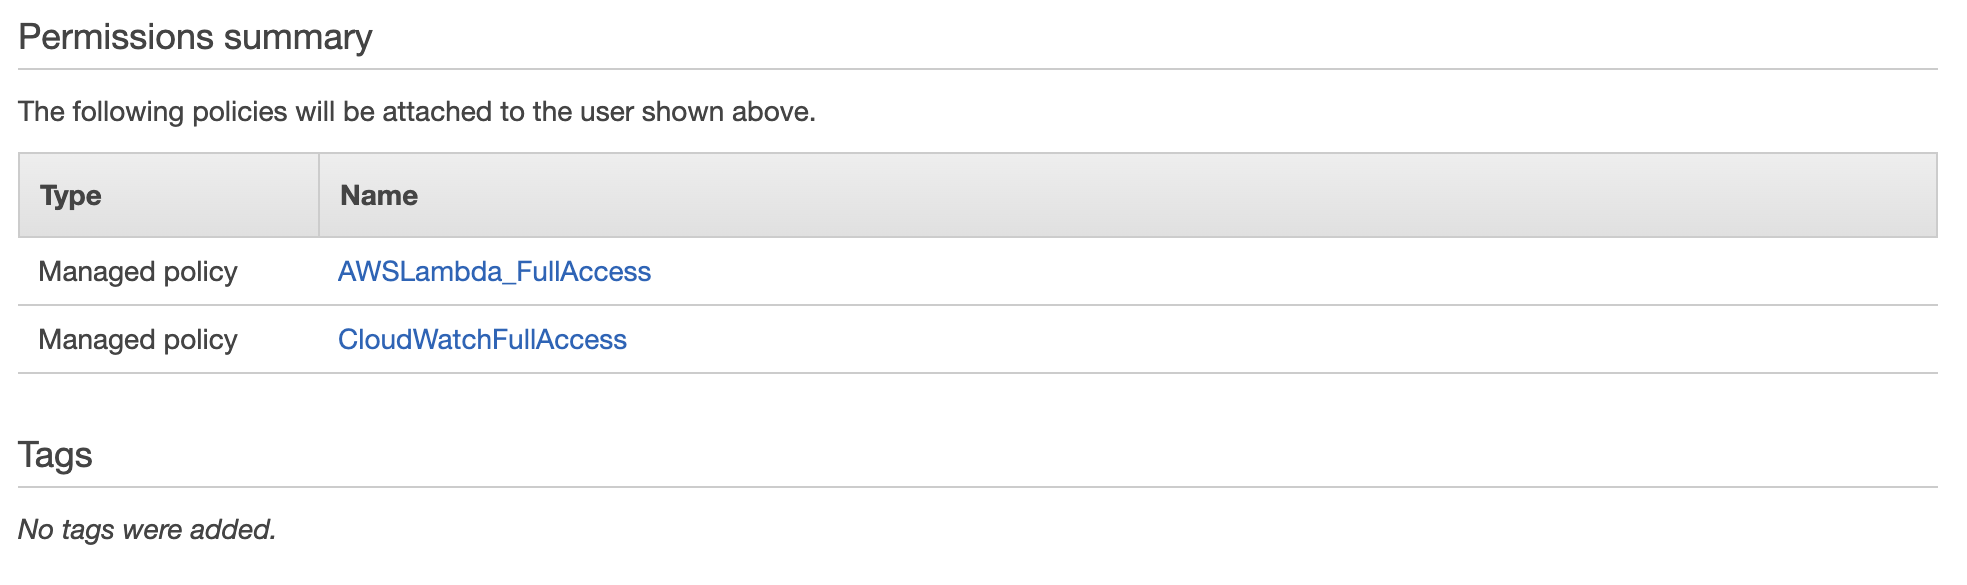 Permissions summary
The following policies will be attached to the user shown above.
Type Name
Managed policy AWSLambda_FullAccess
Managed policy CloudWatchFullAccess
Tags
No tags were added.